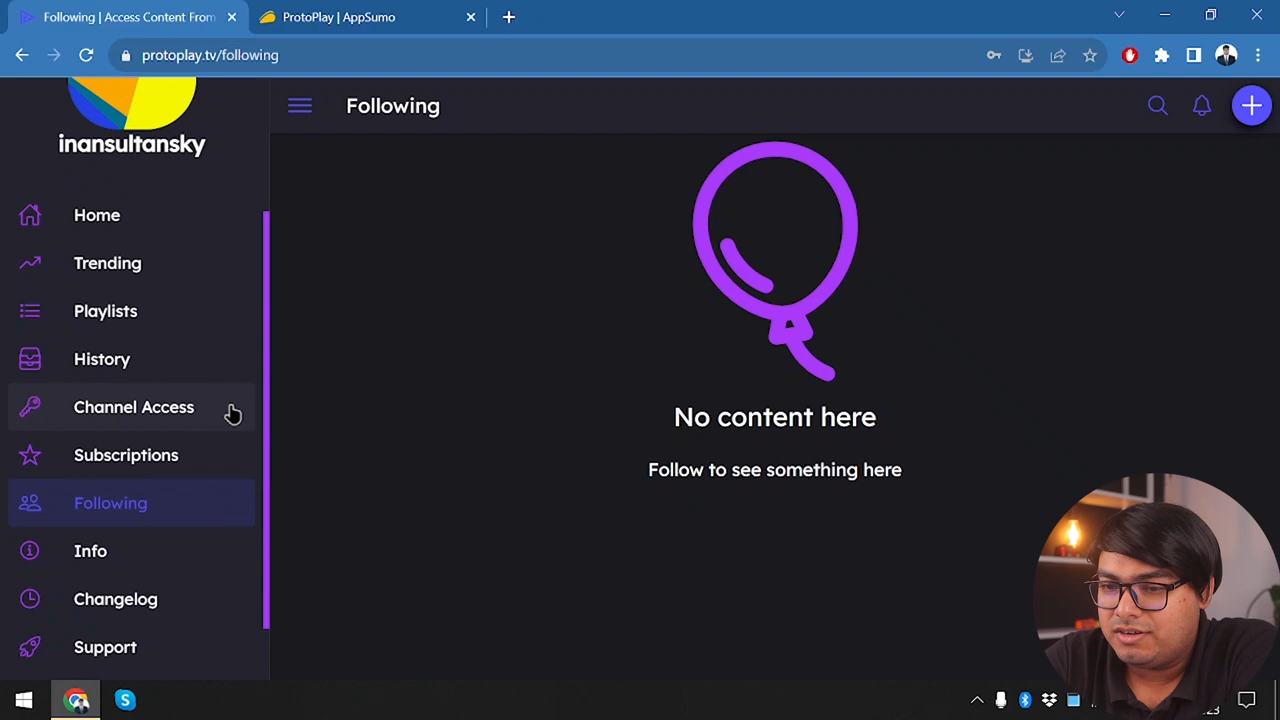 Following | Access Content From
ProtoPlay | AppSumo
protoplay.tv/following
inansultansky
Following
Home
Trending
Playlists
History
Channel Access
Subscriptions
Following
Info
Changelog
Support
No content here
Follow to see something here